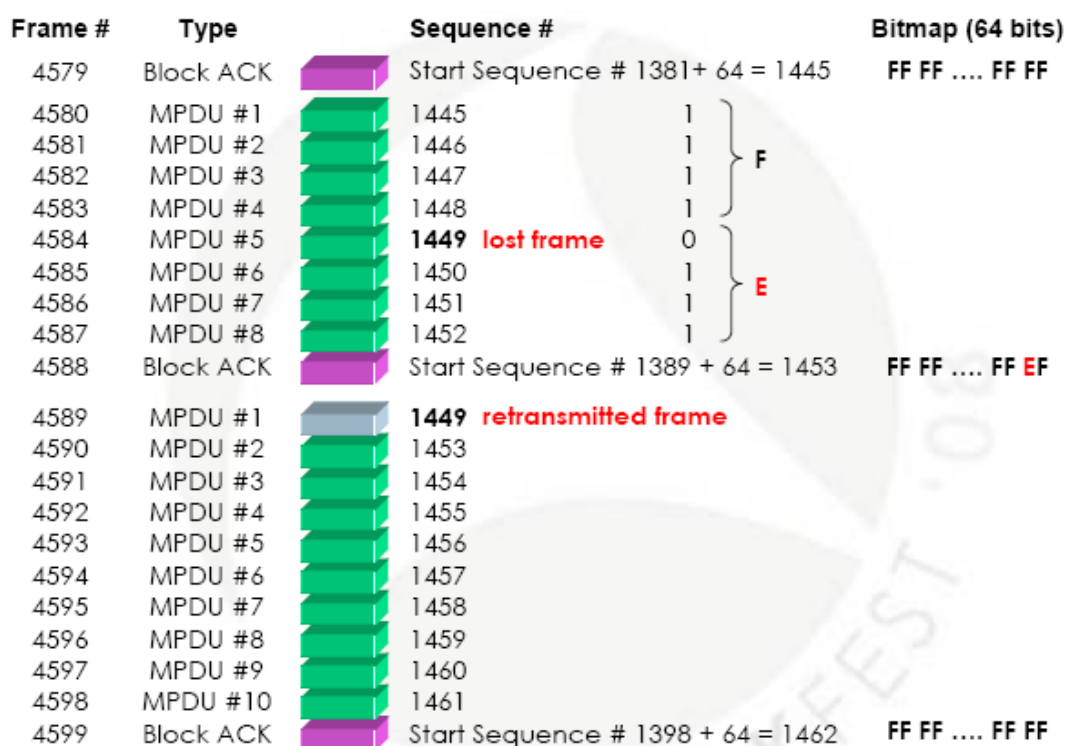 Frame # Type Sequence # Bitmap (64 bits)
4579 Block ACK Start Sequence # 1381+ 64 = 1445 FF FF .... FF FF
4580 MPDU #1 1445 1
4581 MPDU #2 1446 1
F
4582 MPDU #3 1447 1
4583 MPDU #4 1448 1
4584 MPDU #5 1449 lost frame 0
4585 MPDU #6 1450 1
E
4586 MPDU #7 1451 1
4587 MPDU #8 1452 1
4588 Block ACK Start Sequence # 1389 + 64 = 1453 FF FF .... FF EF
4589 MPDU #1 1449 retransmitted frame
4590 MPDU #2 1453
4591 MPDU #3 1454
4592 MPDU #4 1455
4593 MPDU #5 1456
4594 MPDU #6 1457
4595 MPDU #7 1458
4596 MPDU #8 1459
4597 MPDU #9 1460
4598 MPDU #10 1461
4599 Block ACK Start Sequence # 1398 + 64 = 1462 FF FF .... FF FF
FEST '08